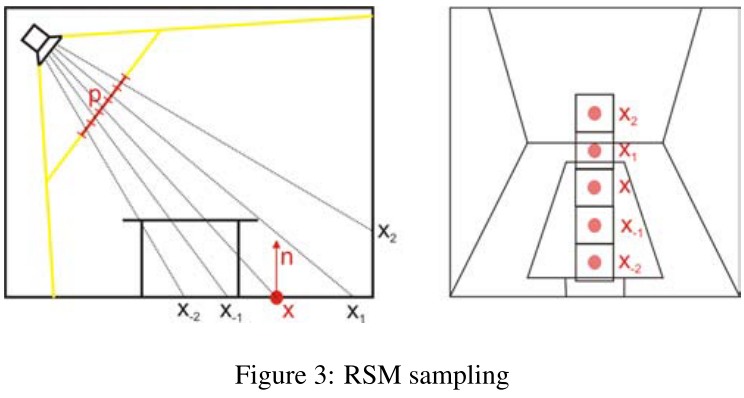 p
n
x₂
x₋₂ x₋₁ x x₁
x₂
x₁
x
x₋₁
x₋₂
Figure 3: RSM sampling